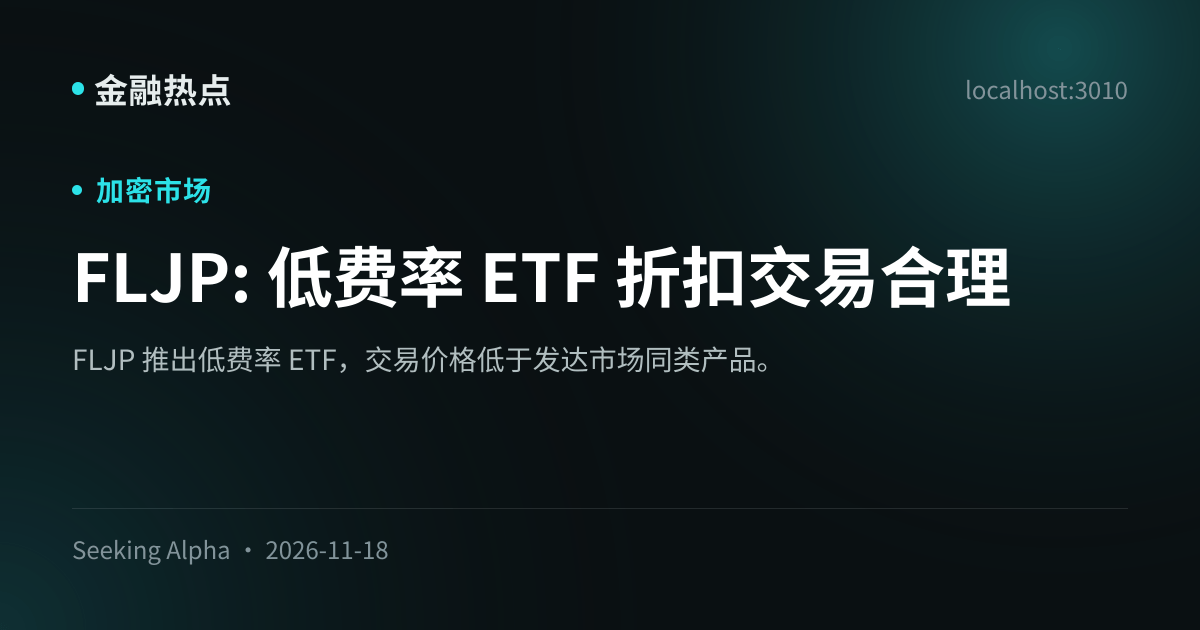 金融热点
localhost:3010
加密市场
FLJP: 低费率 ETF 折扣交易合理
FLJP 推出低费率 ETF，交易价格低于发达市场同类产品。
Seeking Alpha · 2026-11-18